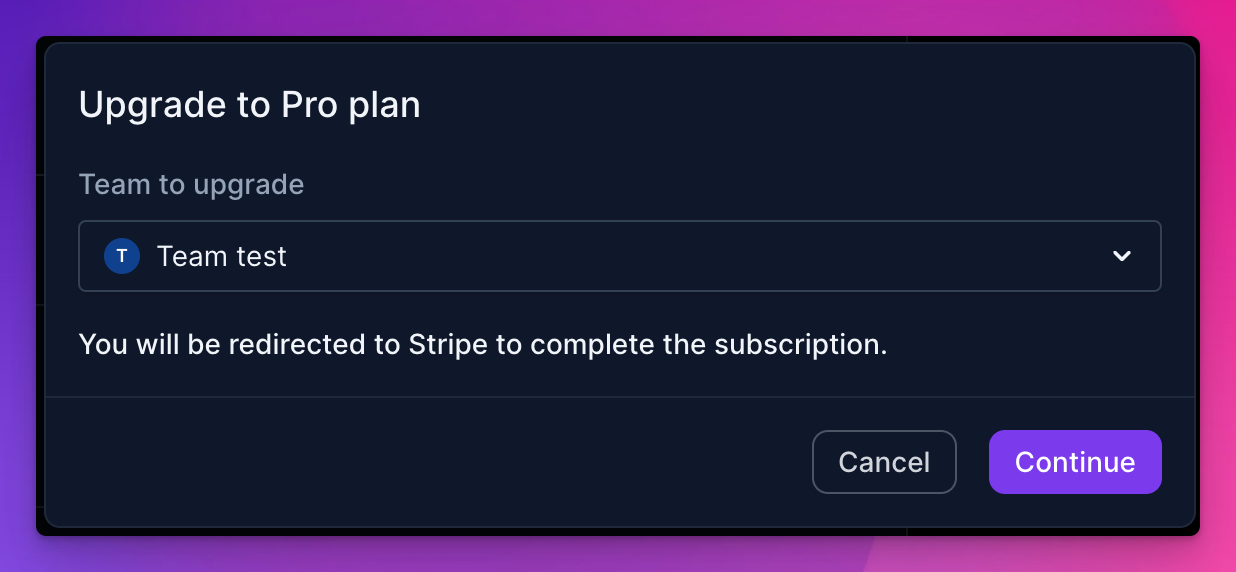 Upgrade to Pro plan
Team to upgrade
T Team test
You will be redirected to Stripe to complete the subscription.
Cancel Continue